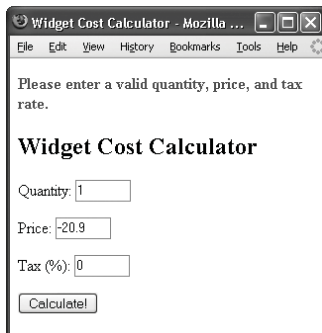 Widget Cost Calculator - Mozilla ...
File Edit View History Bookmarks Tools Help
Please enter a valid quantity, price, and tax
rate.
Widget Cost Calculator
Quantity: 1
Price: -20.9
Tax (%): 0
Calculate!